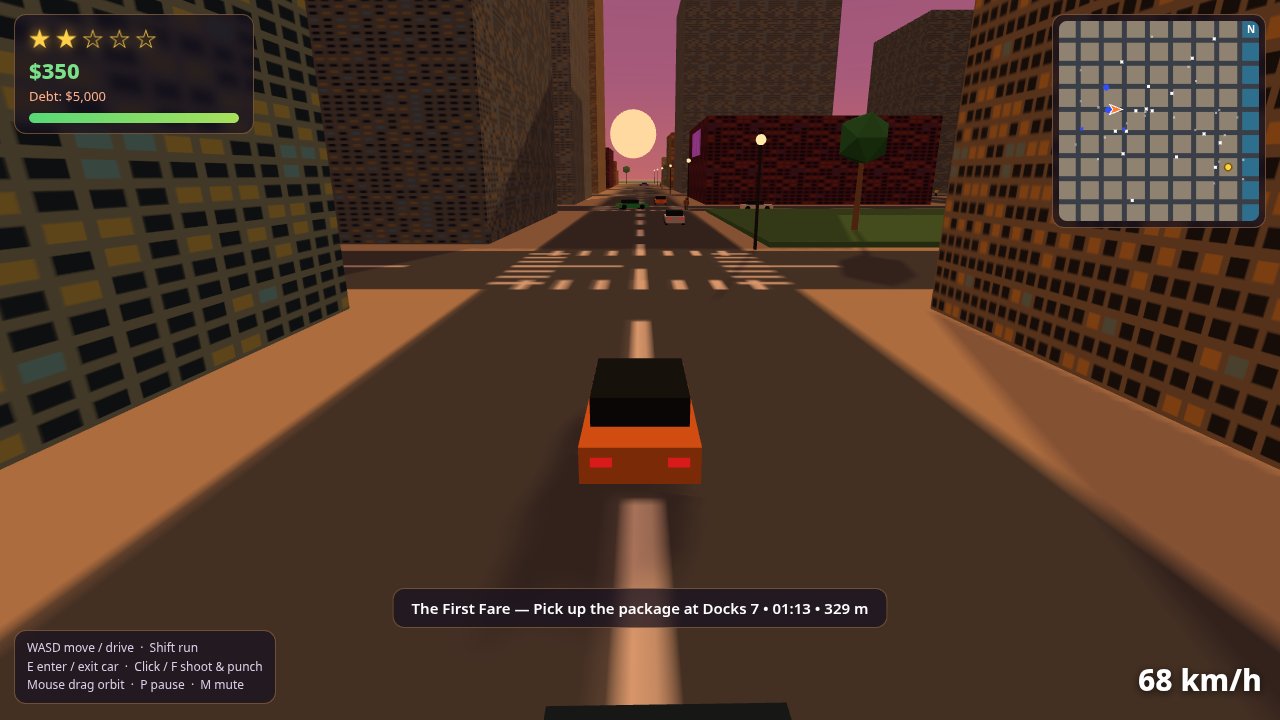 $350
Debt: $5,000
N
The First Fare — Pick up the package at Docks 7 • 01:13 • 329 m
WASD move / drive · Shift run
E enter / exit car · Click / F shoot & punch
Mouse drag orbit · P pause · M mute
68 km/h